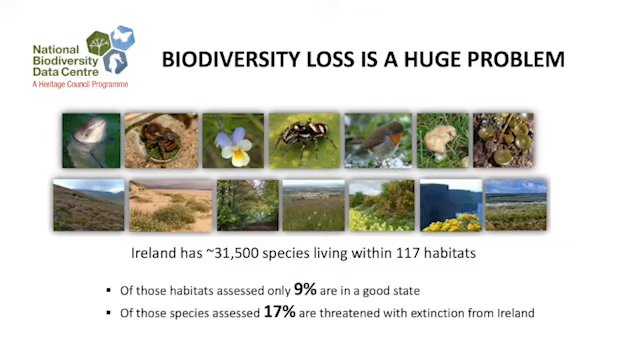 National
Biodiversity
Data Centre
A Heritage Council Programme
BIODIVERSITY LOSS IS A HUGE PROBLEM
Ireland has ~31,500 species living within 117 habitats
▪ Of those habitats assessed only 9% are in a good state
▪ Of those species assessed 17% are threatened with extinction from Ireland